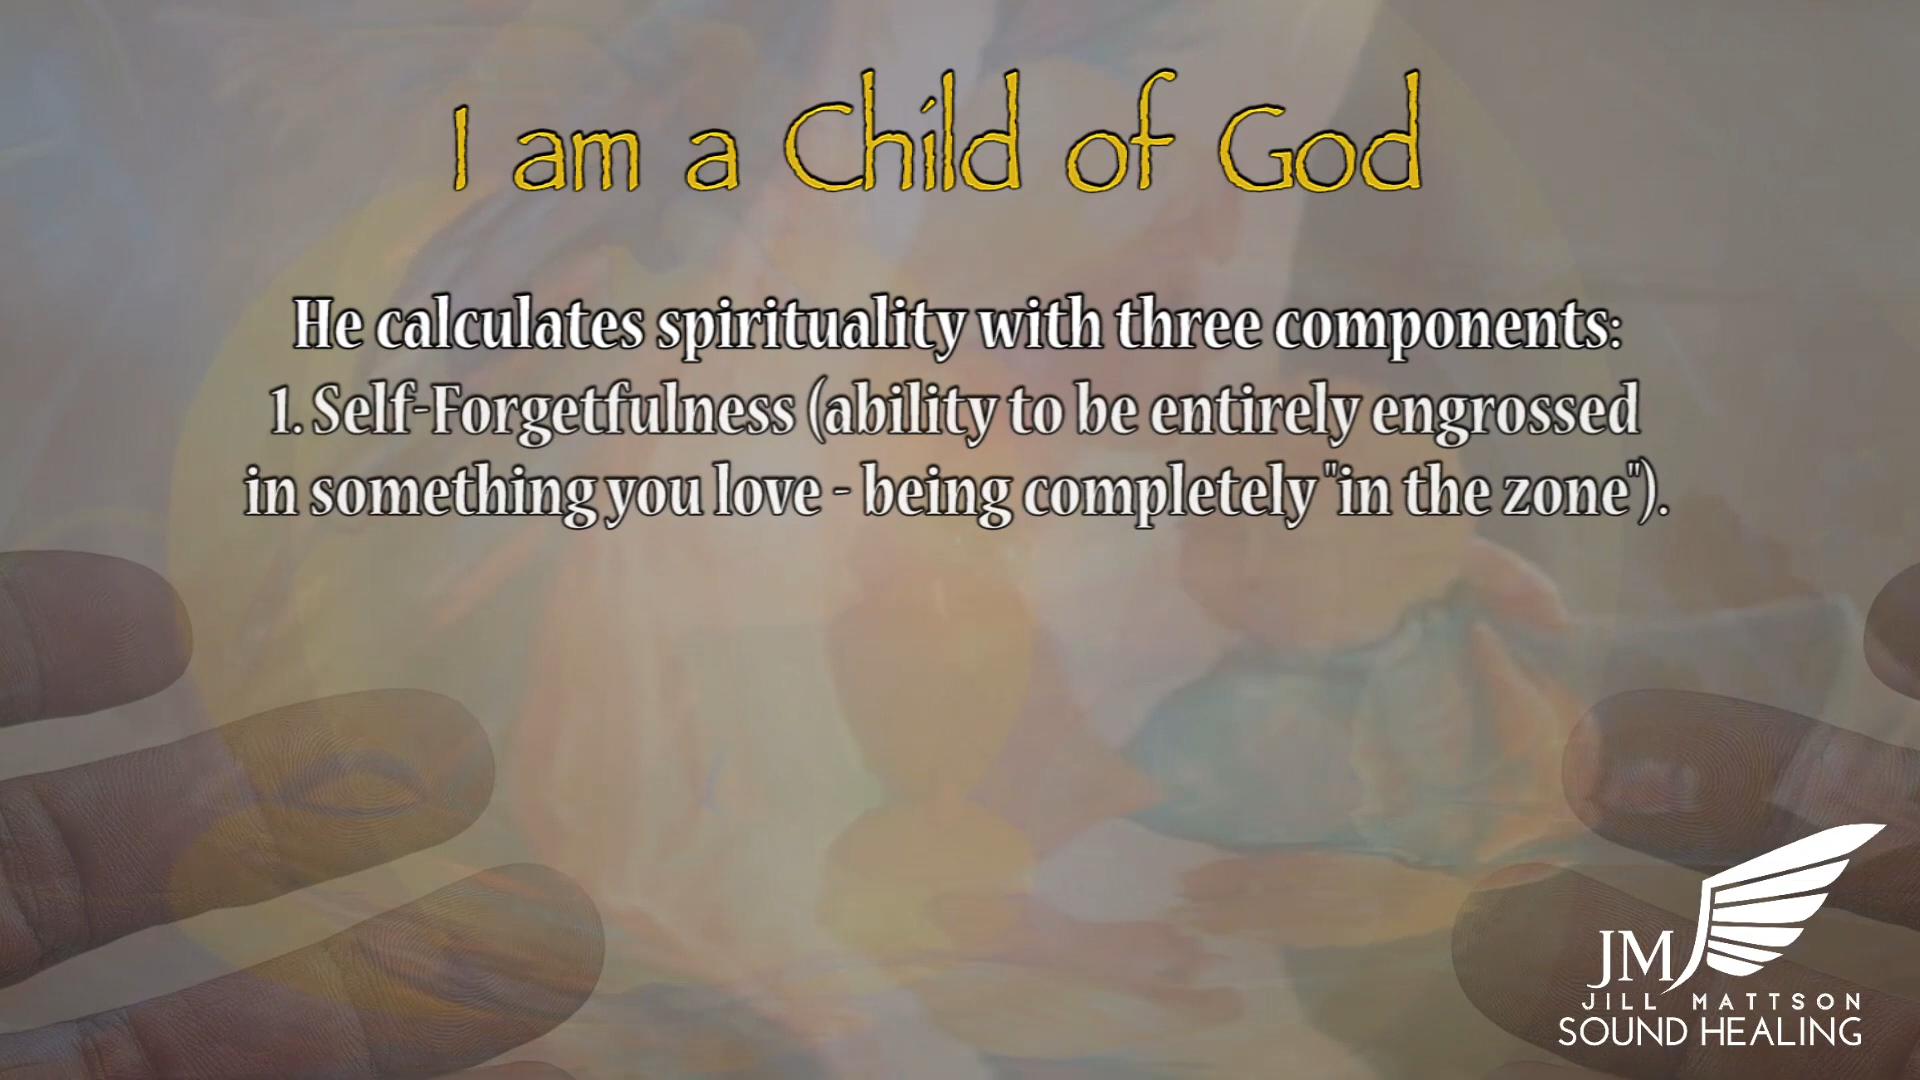 I am a Child of God
He calculates spirituality with three components:
1. Self-Forgetfulness (ability to be entirely engrossed
in something you love - being completely "in the zone").
JM
JILL MATTSON
SOUND HEALING